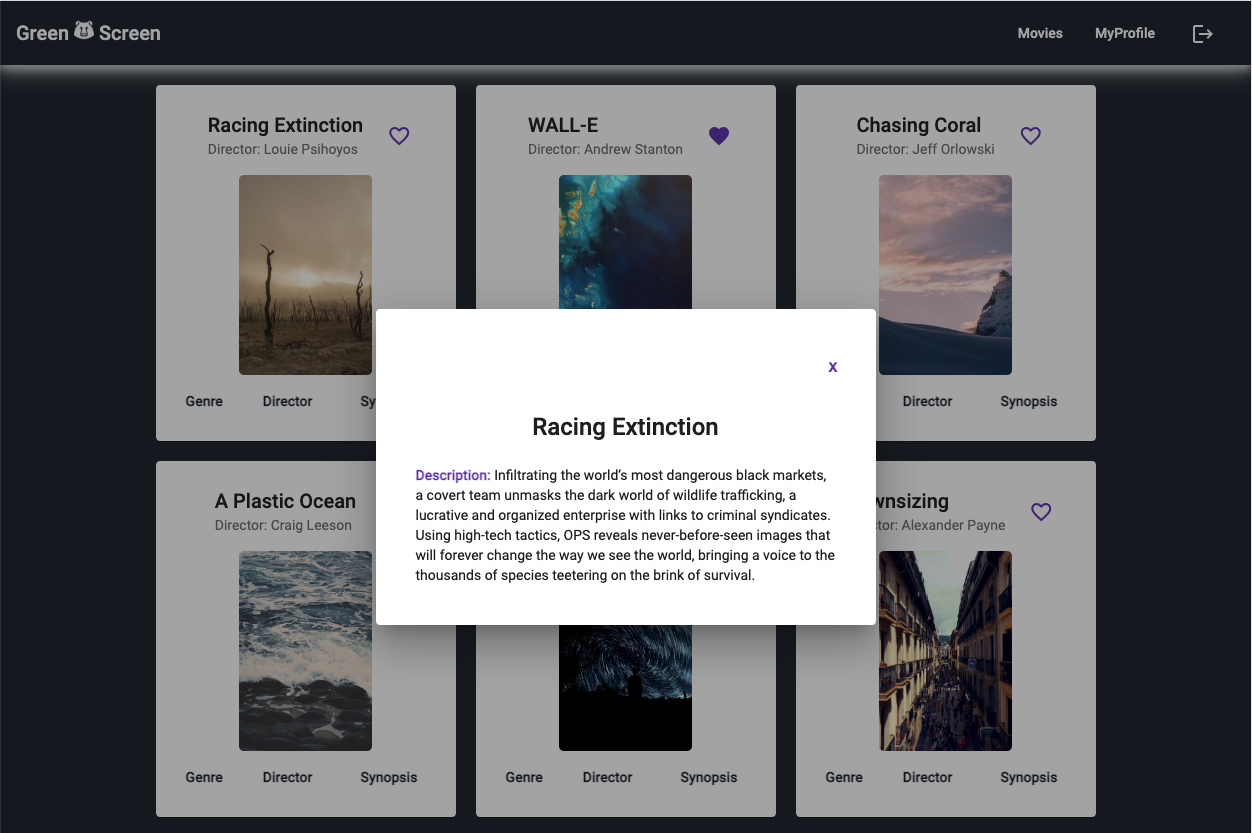 Green Screen
Movies
MyProfile
Racing Extinction
Director: Louie Psihoyos
WALL-E
Director: Andrew Stanton
Chasing Coral
Director: Jeff Orlowski
Genre
Director
Sy
Director
Synopsis
x
Racing Extinction
Description: Infiltrating the world’s most dangerous black markets,
a covert team unmasks the dark world of wildlife trafficking, a
lucrative and organized enterprise with links to criminal syndicates.
Using high-tech tactics, OPS reveals never-before-seen images that
will forever change the way we see the world, bringing a voice to the
thousands of species teetering on the brink of survival.
A Plastic Ocean
Director: Craig Leeson
wnsizing
ctor: Alexander Payne
Genre
Director
Synopsis
Genre
Director
Synopsis
Genre
Director
Synopsis